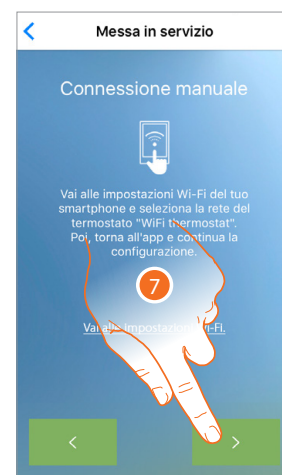 Messa in servizio
Connessione manuale
Vai alle impostazioni Wi-Fi del tuo
smartphone e seleziona la rete del
termostato "WiFi thermostat".
Poi, torna all'app e continua la
configurazione.
7
Vai alle Impostazioni Wi-Fi.